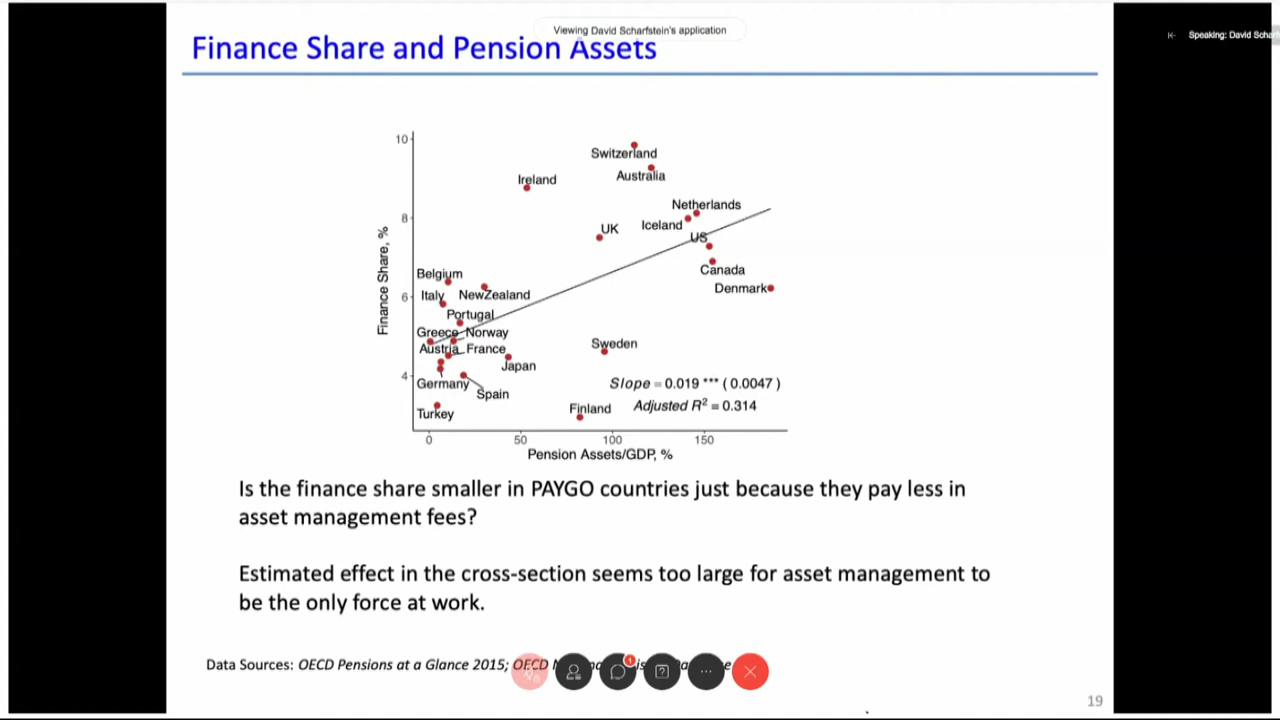 Viewing David Scharfstein's application
Speaking: David Scharf
Finance Share and Pension Assets
10
8
6
4
Finance Share, %
Switzerland
Australia
Ireland
Netherlands
Iceland
UK
US
Canada
Denmark
Belgium
Italy
NewZealand
Portugal
Greece
Norway
Austria
France
Sweden
Japan
Germany
Spain
Turkey
Finland
Slope = 0.019 *** ( 0.0047 )
Adjusted R² = 0.314
0
50
100
150
Pension Assets/GDP, %
Is the finance share smaller in PAYGO countries just because they pay less in
asset management fees?
Estimated effect in the cross-section seems too large for asset management to
be the only force at work.
Data Sources: OECD Pensions at a Glance 2015; OECD
1
19